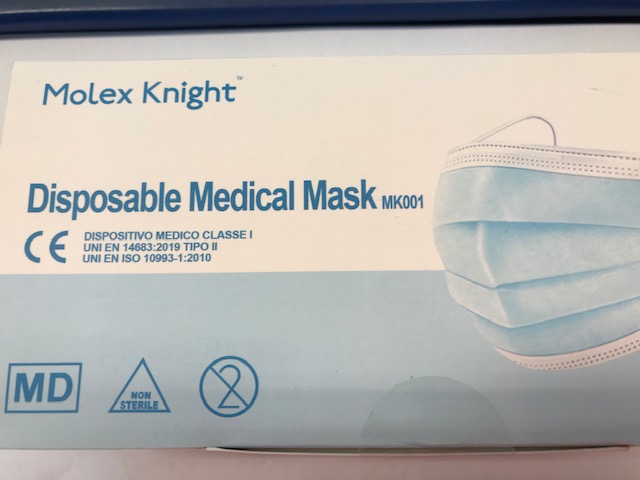 Molex Knight™
Disposable Medical Mask MK001
CE DISPOSITIVO MEDICO CLASSE I
UNI EN 14683:2019 TIPO II
UNI EN ISO 10993-1:2010
MD
NON
STERILE
2